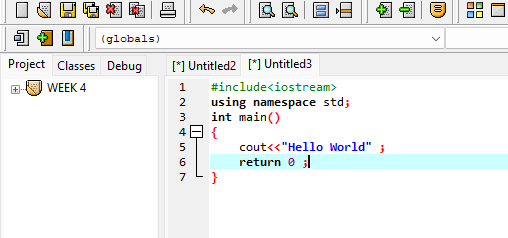 (globals)
Project Classes Debug
[*] Untitled2 [*] Untitled3
WEEK 4
1 #include<iostream>
2 using namespace std;
3 int main()
4 {
5 cout<<"Hello World" ;
6 return 0 ;
7 }